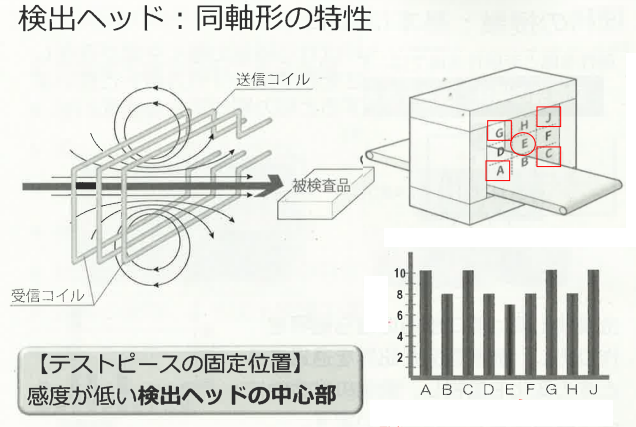 検出ヘッド：同軸形の特性
送信コイル
被検査品
受信コイル
G H J
D E F
A B C
10
8
6
4
2
A B C D E F G H J
【テストピースの固定位置】
感度が低い検出ヘッドの中心部